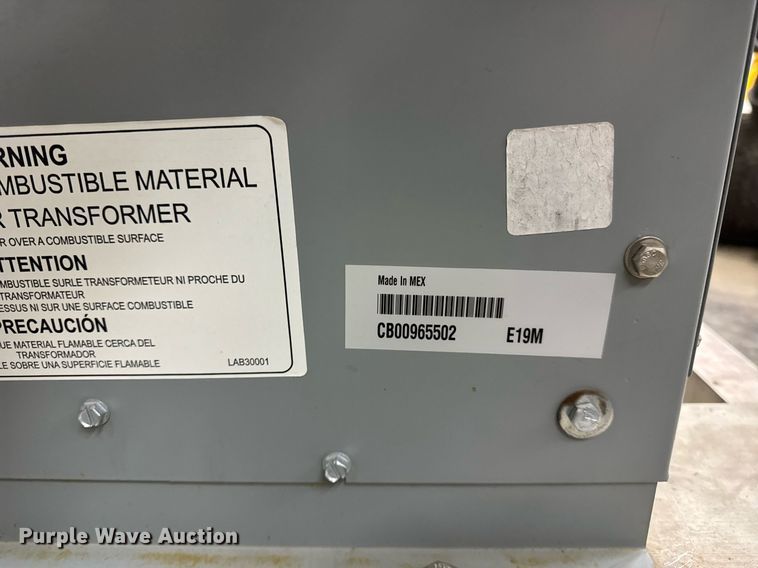 RNING
MBUSTIBLE MATERIAL
R TRANSFORMER
R OVER A COMBUSTIBLE SURFACE
TTENTION
MBUSTIBLE SURLE TRANSFORMETEUR NI PROCHE DU
TRANSFORMATEUR
ESSUS NI SUR UNE SURFACE COMBUSTIBLE
PRECAUCIÓN
UE MATERIAL FLAMABLE CERCA DEL
TRANSFORMADOR
LE SOBRE UNA SUPERFICIE FLAMABLE
LAB30001
Made In MEX
CB00965502 E19M
Purple Wave Auction